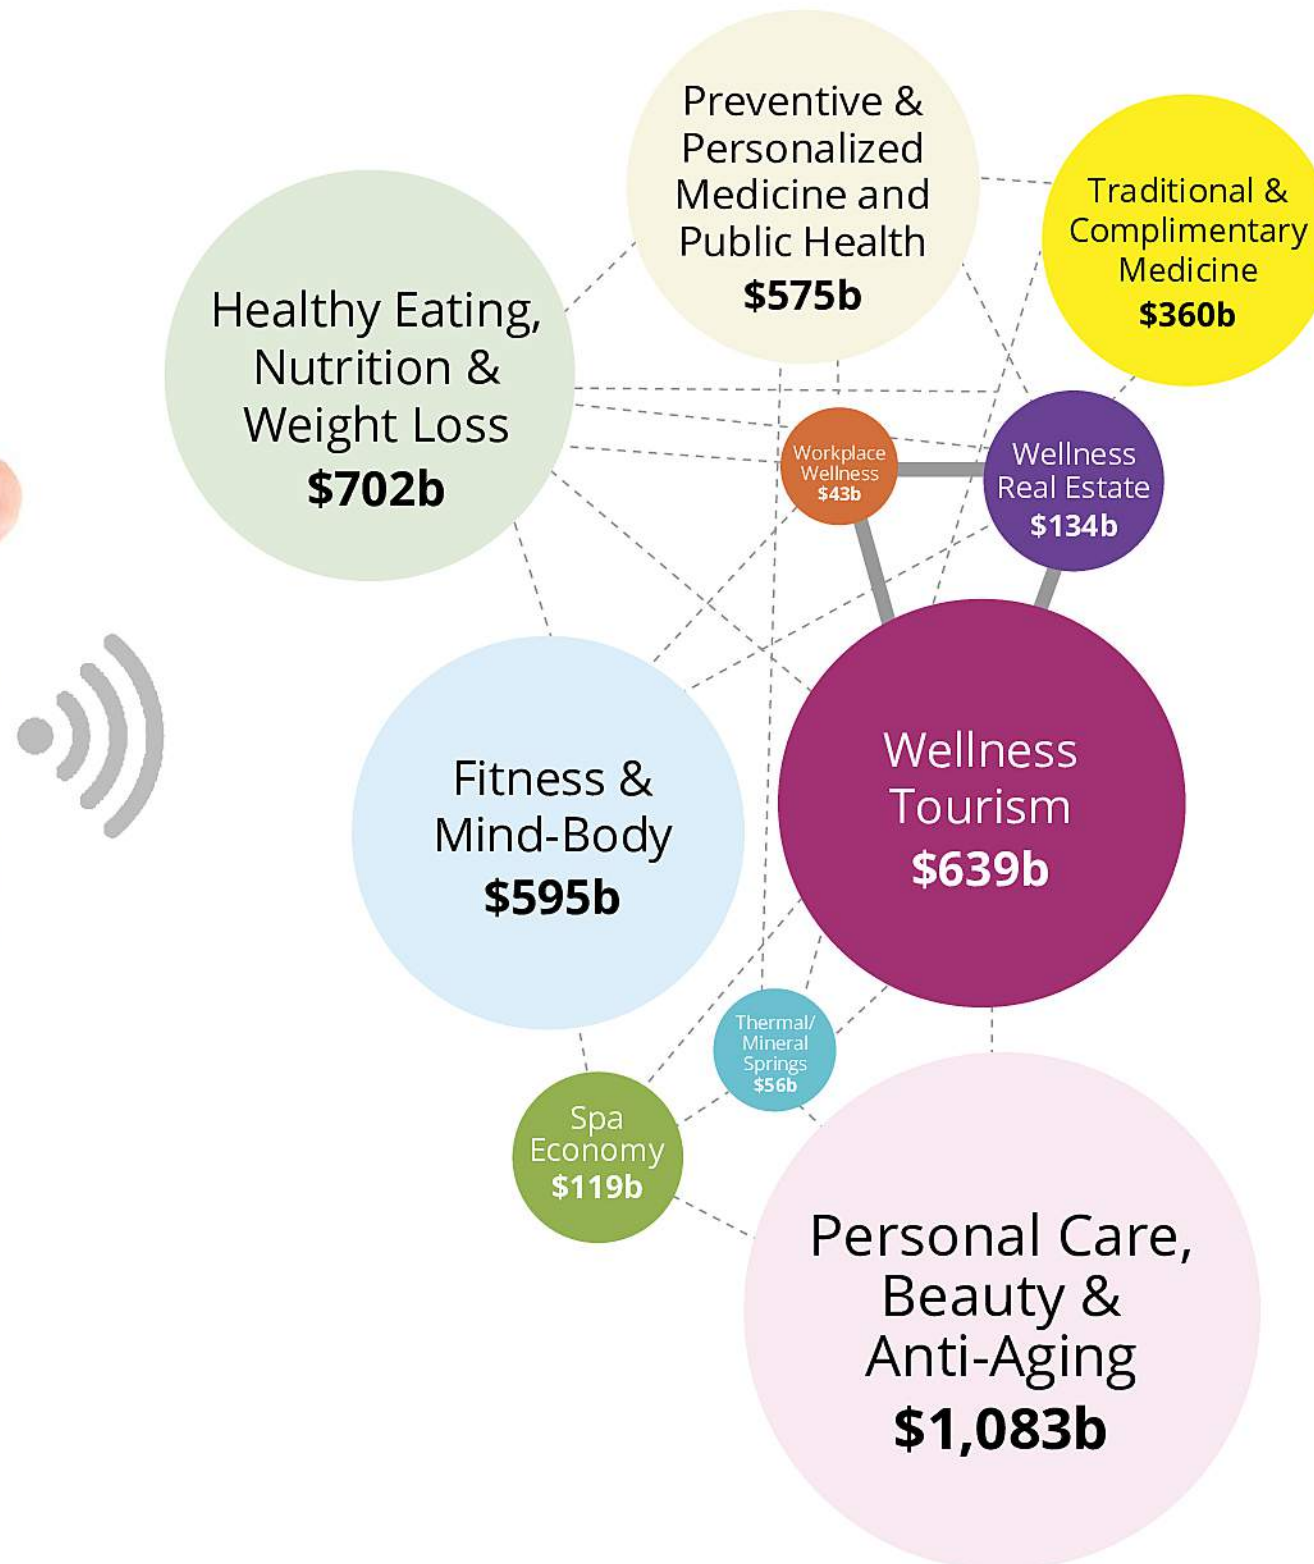 Preventive &
Personalized
Medicine and
Public Health
$575b
Traditional &
Complimentary
Medicine
$360b
Healthy Eating,
Nutrition &
Weight Loss
$702b
Workplace
Wellness
$43b
Wellness
Real Estate
$134b
Fitness &
Mind-Body
$595b
Wellness
Tourism
$639b
Thermal/
Mineral
Springs
$56b
Spa
Economy
$119b
Personal Care,
Beauty &
Anti-Aging
$1,083b